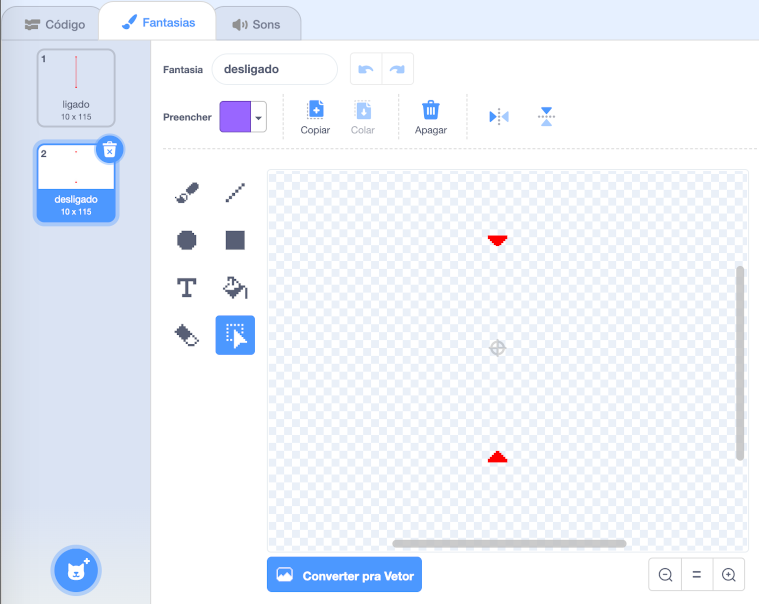 Código
Fantasias
Sons
1
ligado
10 x 115
2
desligado
10 x 115
Fantasia
desligado
Preencher
Copiar
Colar
Apagar
T
Converter pra Vetor